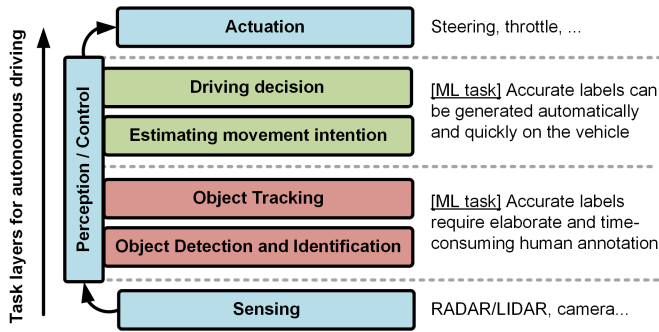 Task layers for autonomous driving
Perception / Control
Actuation
Steering, throttle, ...
Driving decision
Estimating movement intention
[ML task] Accurate labels can
be generated automatically
and quickly on the vehicle
Object Tracking
Object Detection and Identification
[ML task] Accurate labels
require elaborate and time-
consuming human annotation
Sensing
RADAR/LIDAR, camera...